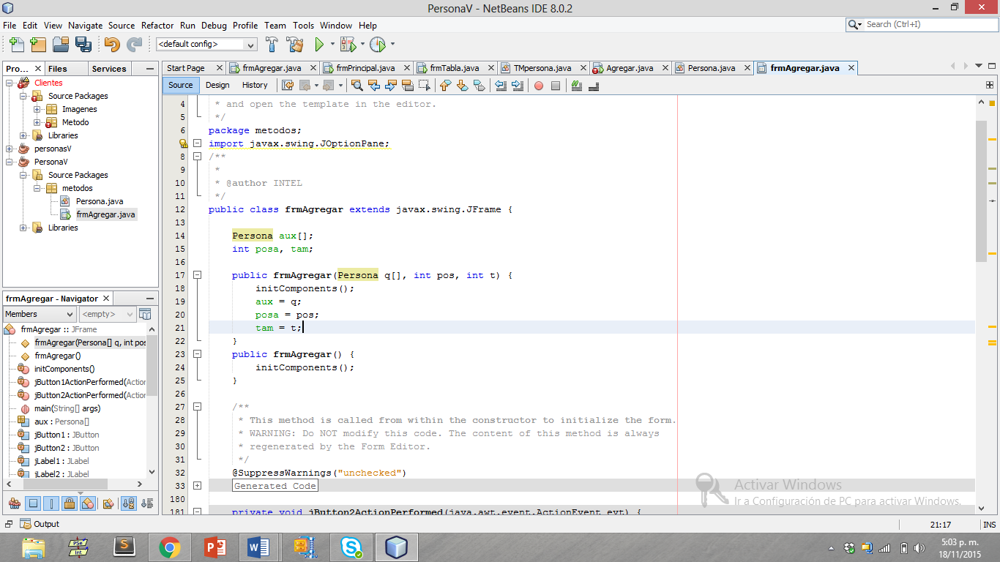 PersonaV - NetBeans IDE 8.0.2
File Edit View Navigate Source Refactor Run Debug Profile Team Tools Window Help
Search (Ctrl+I)
<default config>
Pro... Files Services
Start Page frmAgregar.java frmPrincipal.java frmTabla.java TMpersona.java Agregar.java Persona.java frmAgregar.java
Source Design History
Clientes
Source Packages
Imagenes
Metodo
Libraries
personasV
PersonaV
Source Packages
metodos
Persona.java
frmAgregar.java
Libraries
frmAgregar - Navigator
Members <empty>
frmAgregar :: JFrame
frmAgregar(Persona[] q, int pos
frmAgregar()
initComponents()
jButton1ActionPerformed(Action
jButton2ActionPerformed(Action
main(String[] args)
aux : Persona[]
jButton1 : JButton
jButton2 : JButton
jLabel1 : JLabel
jLabel2 : JLabel
4 * and open the template in the editor.
5 */
6 package metodos;
import javax.swing.JOptionPane;
8 /**
9 *
10 * @author INTEL
11 */
12 public class frmAgregar extends javax.swing.JFrame {
13
14 Persona aux[];
15 int posa, tam;
16
17 public frmAgregar(Persona q[], int pos, int t) {
18 initComponents();
19 aux = q;
20 posa = pos;
21 tam = t;
22 }
23 public frmAgregar() {
24 initComponents();
25 }
26
27 /**
28 * This method is called from within the constructor to initialize the form.
29 * WARNING: Do NOT modify this code. The content of this method is always
30 * regenerated by the Form Editor.
31 */
32 @SuppressWarnings("unchecked")
33 Generated Code
180
181 private void jButton2ActionPerformed(java.awt.event.ActionEvent evt) {
Activar Windows
Ir a Configuración de PC para activar Windows.
Output
21:17 INS
PSe
Int
5:03 p. m.
18/11/2015